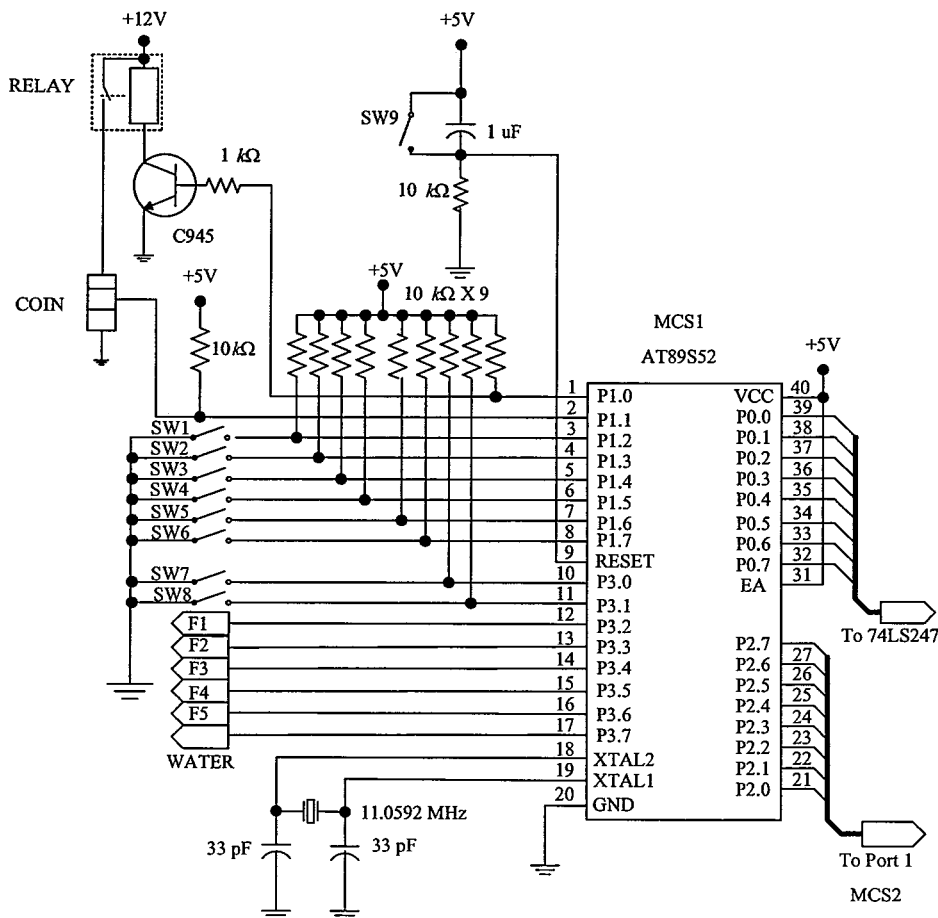 +12V
+5V
RELAY
SW9
1 uF
1 kΩ
10 kΩ
C945
+5V
+5V
10 kΩ X 9
COIN
10kΩ
MCS1
AT89S52
+5V
1 P1.0 VCC 40
2 P1.1 P0.0 39
SW1 3 P1.2 P0.1 38
SW2 4 P1.3 P0.2 37
SW3 5 P1.4 P0.3 36
SW4 6 P1.5 P0.4 35
SW5 7 P1.6 P0.5 34
SW6 8 P1.7 P0.6 33
9 RESET P0.7 32
SW7 10 P3.0 EA 31
SW8 11 P3.1
F1 12 P3.2
To 74LS247
F2 13 P3.3 P2.7
F3 14 P3.4 P2.6 27
F4 15 P3.5 P2.5 26
F5 16 P3.6 P2.4 25
17 P3.7 P2.3 24
WATER
18 XTAL2 P2.2 23
19 XTAL1 P2.1 22
20 GND P2.0 21
11.0592 MHz
33 pF
33 pF
To Port 1
MCS2